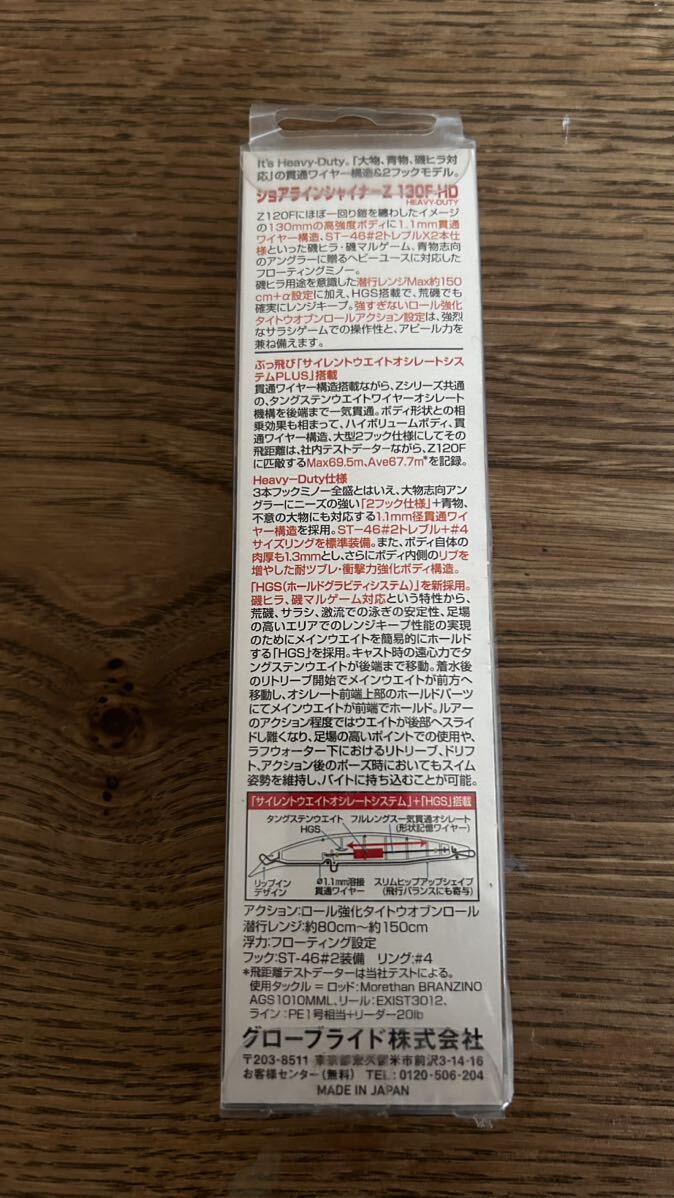 It's Heavy-Duty。「大物、青物、磯ヒラ対
応」の貫通ワイヤー構造&2フックモデル。
ショアラインシャイナーZ 130F-HD
HEAVY-DUTY
Z120Fにほぼ一回り鎧を纏わしたイメージ
の130mmの高強度ボディに1.1mm貫通
ワイヤー構造、ST-46#2トレブルX2本仕
様といった磯ヒラ・磯マルゲーム、青物志向
のアングラーに贈るヘビーユースに対応した
フローティングミノー。
磯ヒラ用途を意識した潜行レンジMax約150
cm+α設定に加え、HGS搭載で、荒磯でも
確実にレンジキープ。強すぎないロール強化
タイトウオブンロールアクション設定は、強烈
なサラシゲームでの操作性と、アピール力を
兼ね備えます。
ぶっ飛び「サイレントウエイトオシレートシス
テムPLUS」搭載
貫通ワイヤー構造搭載ながら、Zシリーズ共通
の、タングステンウエイトワイヤーオシレート
機構を後端まで一気貫通。ボディ形状との相
乗効果も相まって、ハイボリュームボディ、貫
通ワイヤー構造、大型2フック仕様にしてその
飛距離は、社内テストデーターながら、Z120F
に匹敵するMax69.5m、Ave67.7m*を記録。
Heavy-Duty仕様
3本フックミノー全盛とはいえ、大物志向アン
グラーにニーズの強い「2フック仕様」+青物、
不意の大物にも対応する1.1mm径貫通ワイ
ヤー構造を採用。ST-46#2トレブル+#4
サイズリングを標準装備。また、ボディ自体の
肉厚も1.3mmとし、さらにボディ内側のリブを
増やした耐ツブレ・衝撃力強化ボディ構造。
「HGS(ホールドグラビティシステム)」を新採用。
磯ヒラ、磯マルゲーム対応という特性から、
荒磯、サラシ、激流での泳ぎの安定性、足場
の高いエリアでのレンジキープ性能の実現
のためにメインウエイトを簡易的にホールド
する「HGS」を採用。キャスト時の遠心力でタ
ングステンウエイトが後端まで移動。着水後
のリトリーブ開始でメインウエイトが前方へ
移動し、オシレート前端上部のホールドパーツ
にてメインウエイトが前端でホールド。ルアー
のアクション程度ではウエイトが後部へスライ
ドし難くなり、足場の高いポイントでの使用や、
ラフウォーター下におけるリトリーブ、ドリフ
ト、アクション後のポーズ時においてもスイム
姿勢を維持し、バイトに持ち込むことが可能。
「サイレントウエイトオシレートシステム」+「HGS」搭載
タングステンウエイト フルレングス一気貫通オシレート
HGS (形状記憶ワイヤー)
リップイン Ø1.1mm溶接 スリムヒップアップシェイプ
デザイン 貫通ワイヤー (飛行バランスにも寄与)
アクション:ロール強化タイトウオブンロール
潜行レンジ:約80cm〜約150cm
浮力:フローティング設定
フック:ST-46#2装備 リング:#4
*飛距離テストデーターは当社テストによる。
使用タックル = ロッド:Morethan BRANZINO
AGS1010MML、リール:EXIST3012、
ライン:PE1号相当+リーダー20lb
グローブライド株式会社
〒203-8511 東京都東久留米市前沢3-14-16
お客様センター(無料) TEL:0120-506-204
MADE IN JAPAN